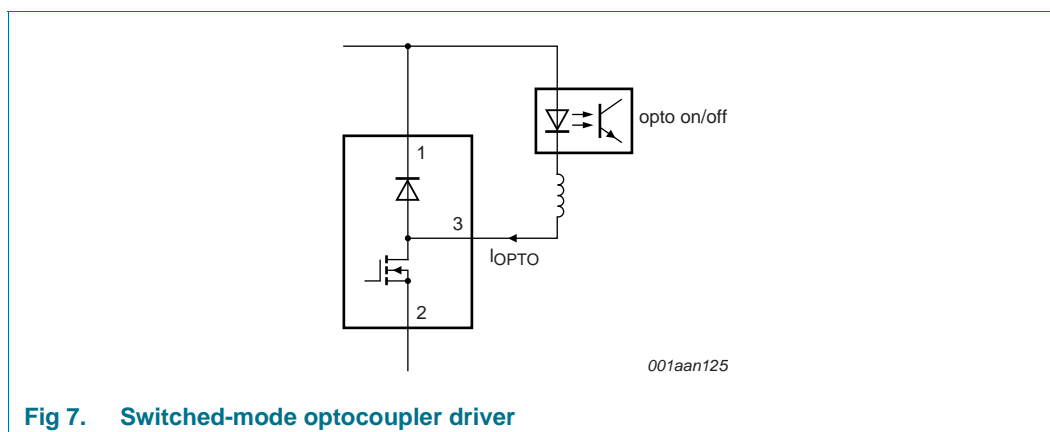 opto on/off
1
3
IOPTO
2
001aan125
Fig 7. Switched-mode optocoupler driver